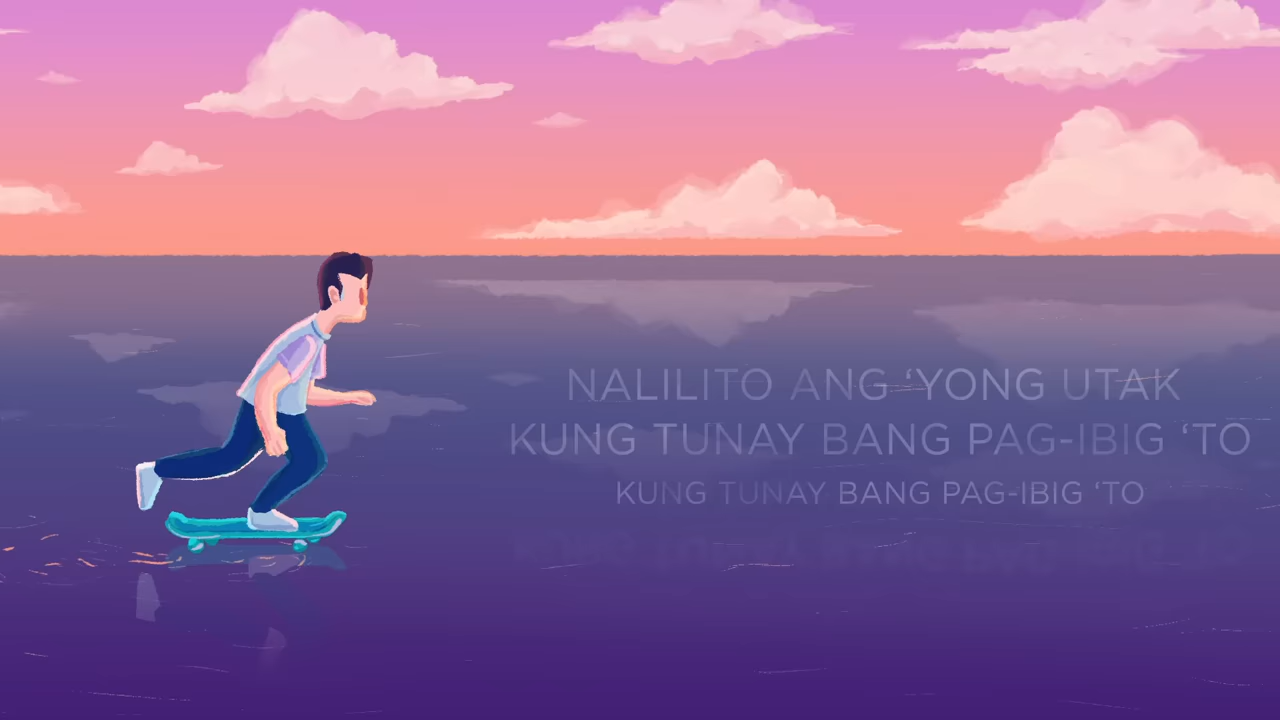 NALILITO ANG ‘YONG UTAK
KUNG TUNAY BANG PAG-IBIG ‘TO
KUNG TUNAY BANG PAG-IBIG ‘TO